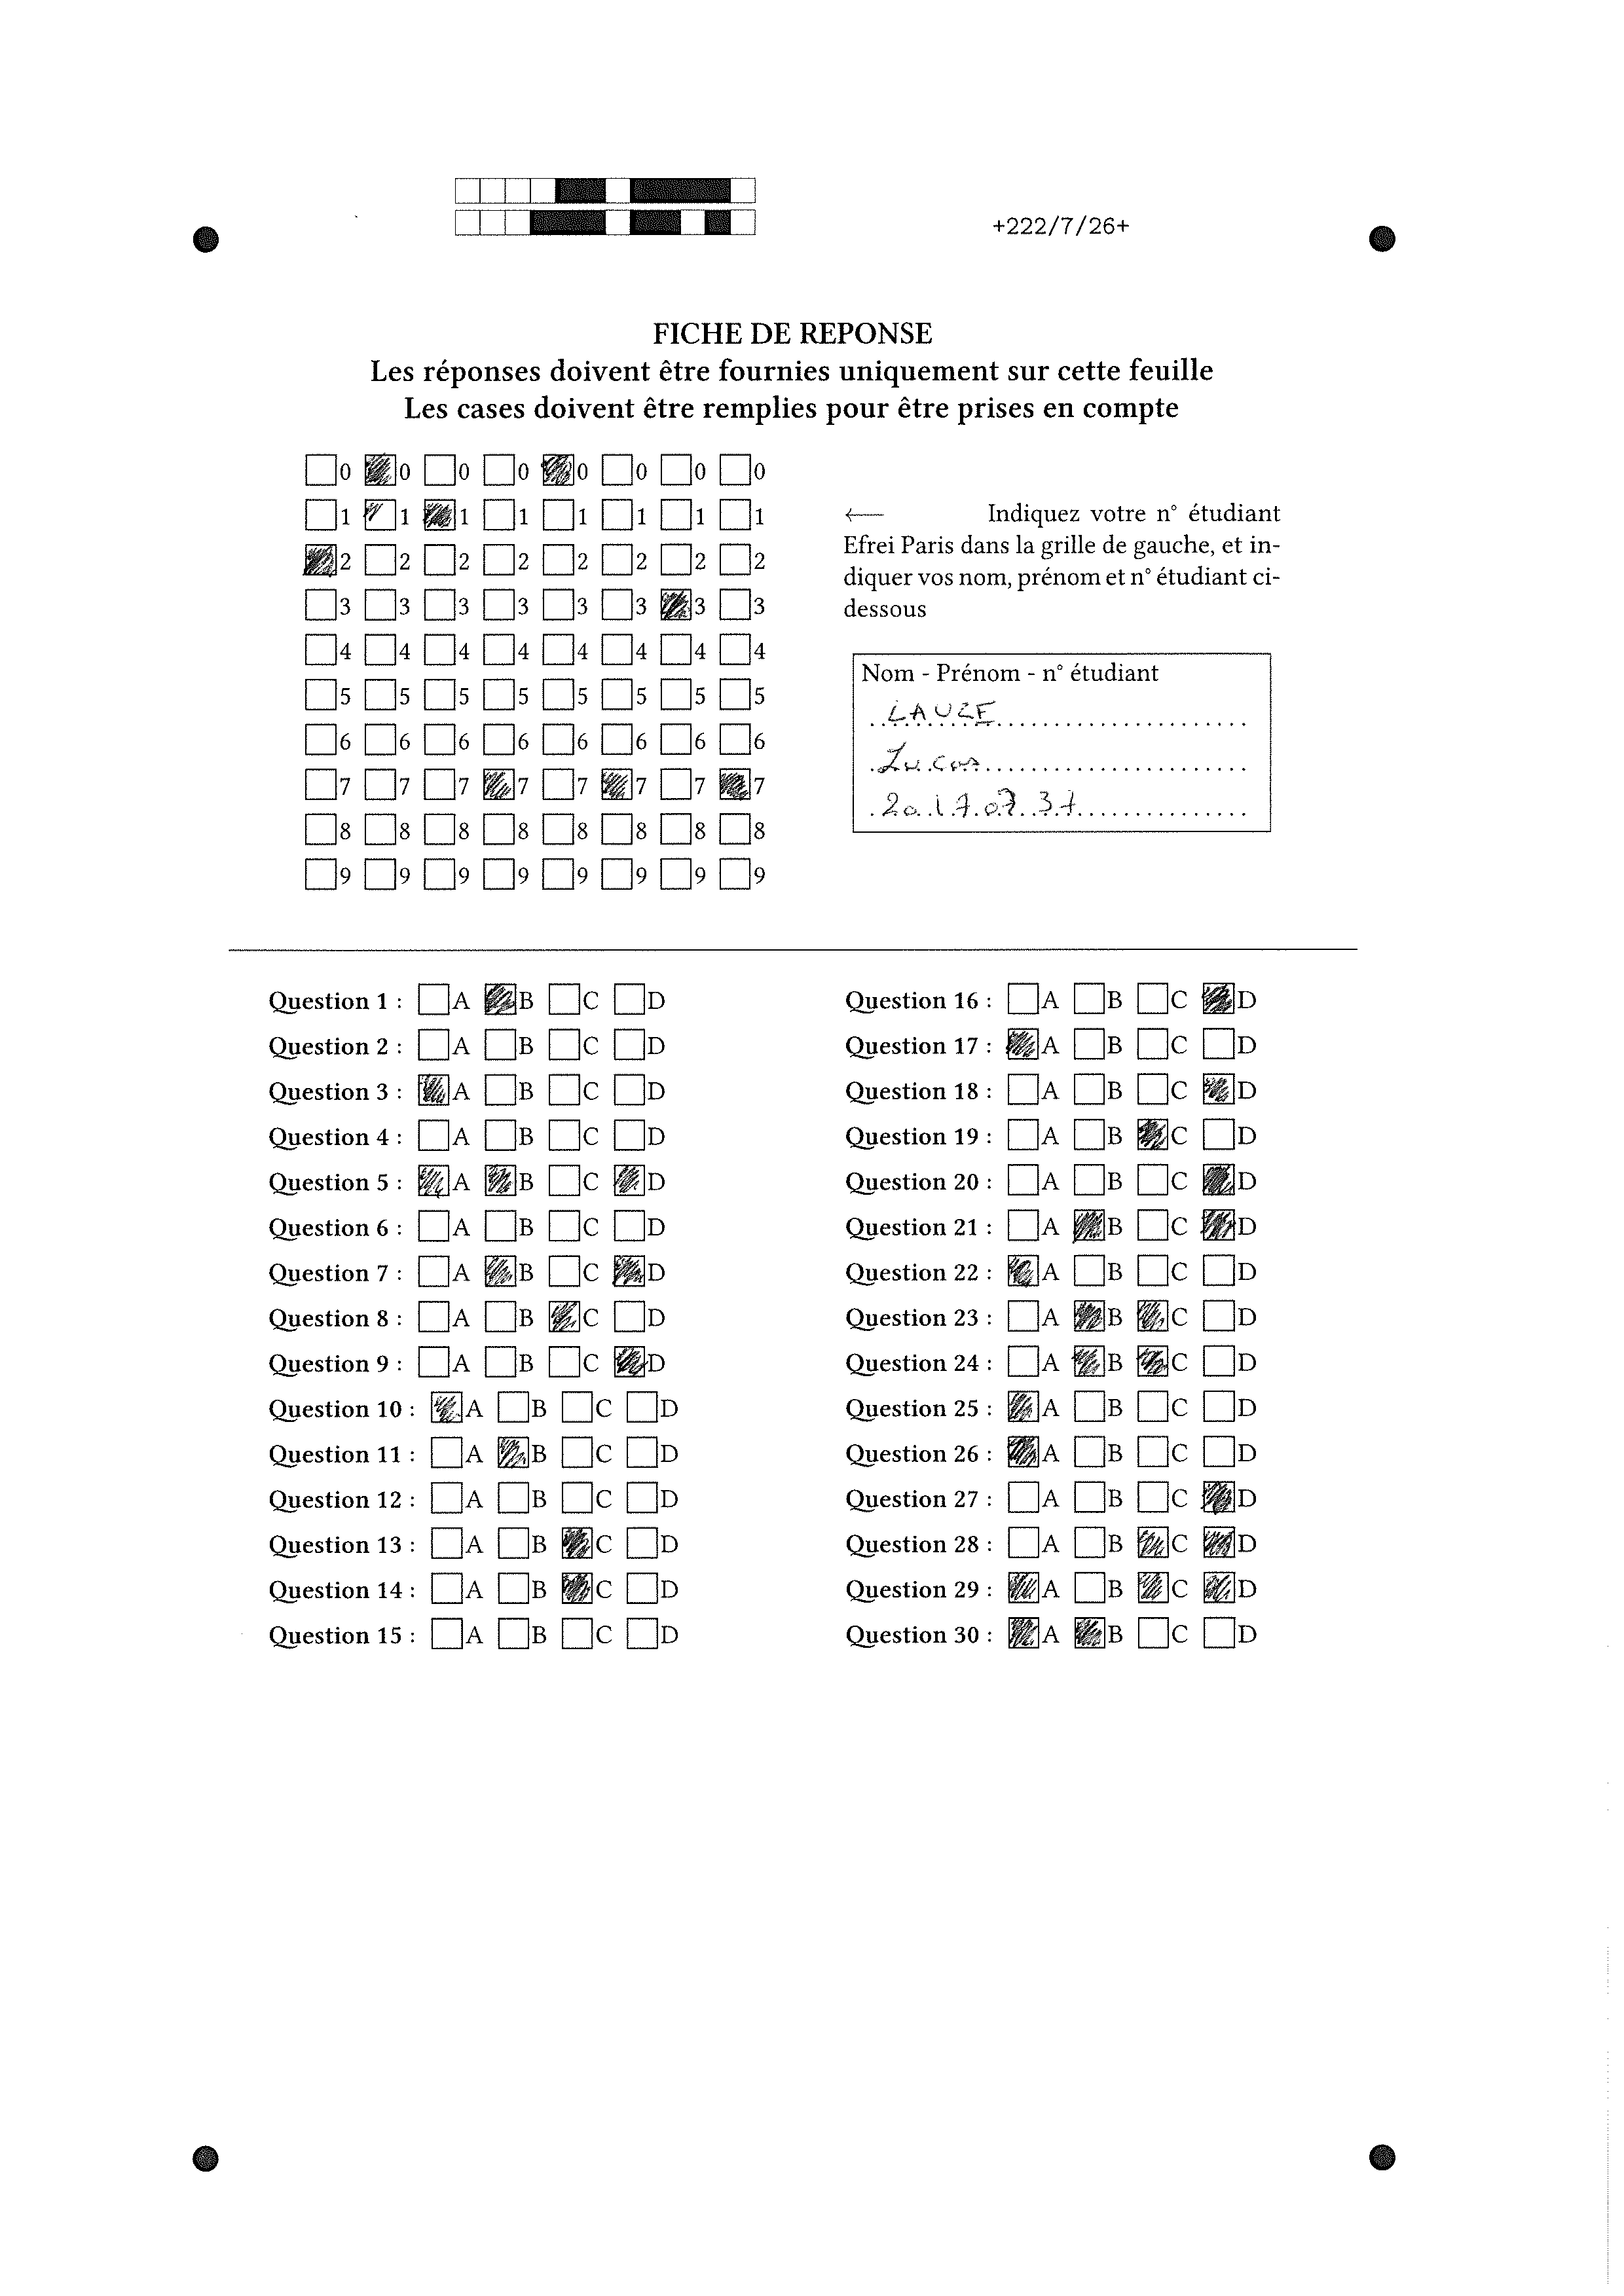 +222/7/26+
FICHE DE REPONSE
Les réponses doivent être fournies uniquement sur cette feuille
Les cases doivent être remplies pour être prises en compte
0 0 0 0 0 0 0 0
1 1 1 1 1 1 1 1
2 2 2 2 2 2 2 2
3 3 3 3 3 3 3 3
4 4 4 4 4 4 4 4
5 5 5 5 5 5 5 5
6 6 6 6 6 6 6 6
7 7 7 7 7 7 7 7
8 8 8 8 8 8 8 8
9 9 9 9 9 9 9 9
← Indiquez votre n° étudiant
Efrei Paris dans la grille de gauche, et in-
diquer vos nom, prénom et n° étudiant ci-
dessous
Nom - Prénom - n° étudiant
LAUZE
Lucas
20170737
Question 1 : A B C D
Question 2 : A B C D
Question 3 : A B C D
Question 4 : A B C D
Question 5 : A B C D
Question 6 : A B C D
Question 7 : A B C D
Question 8 : A B C D
Question 9 : A B C D
Question 10 : A B C D
Question 11 : A B C D
Question 12 : A B C D
Question 13 : A B C D
Question 14 : A B C D
Question 15 : A B C D
Question 16 : A B C D
Question 17 : A B C D
Question 18 : A B C D
Question 19 : A B C D
Question 20 : A B C D
Question 21 : A B C D
Question 22 : A B C D
Question 23 : A B C D
Question 24 : A B C D
Question 25 : A B C D
Question 26 : A B C D
Question 27 : A B C D
Question 28 : A B C D
Question 29 : A B C D
Question 30 : A B C D